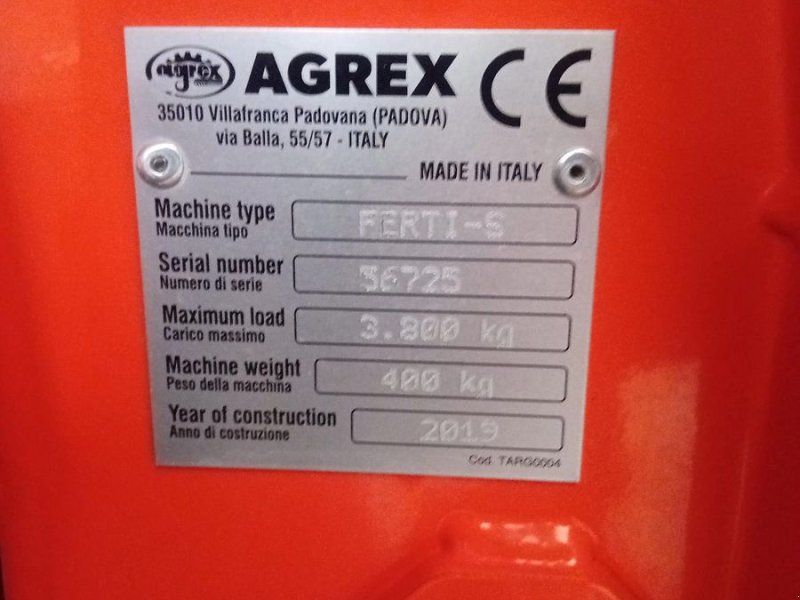 agrex AGREX CE
35010 Villafranca Padovana (PADOVA)
via Balla, 55/57 - ITALY
MADE IN ITALY
Machine type FERTI-S
Macchina tipo
Serial number 36725
Numero di serie
Maximum load 3.800 kg
Carico massimo
Machine weight 400 kg
Peso della macchina
Year of construction 2019
Anno di costruzione
Cod. TARG0004